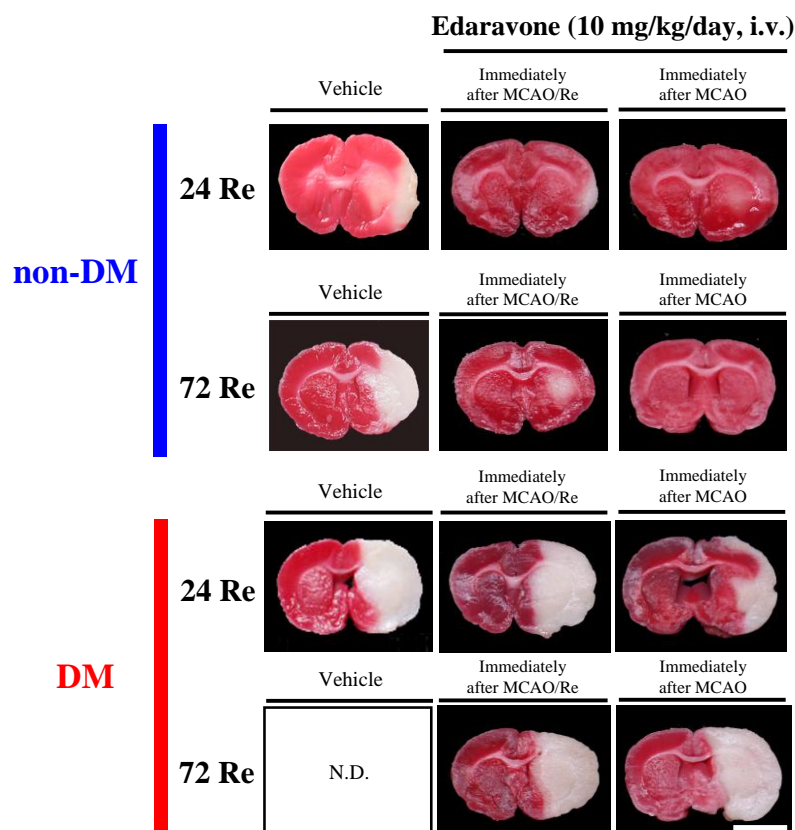 Edaravone (10 mg/kg/day, i.v.)
Vehicle
Immediately
after MCAO/Re
Immediately
after MCAO
24 Re
non-DM
Vehicle
Immediately
after MCAO/Re
Immediately
after MCAO
72 Re
Vehicle
Immediately
after MCAO/Re
Immediately
after MCAO
24 Re
DM
Vehicle
Immediately
after MCAO/Re
Immediately
after MCAO
72 Re
N.D.